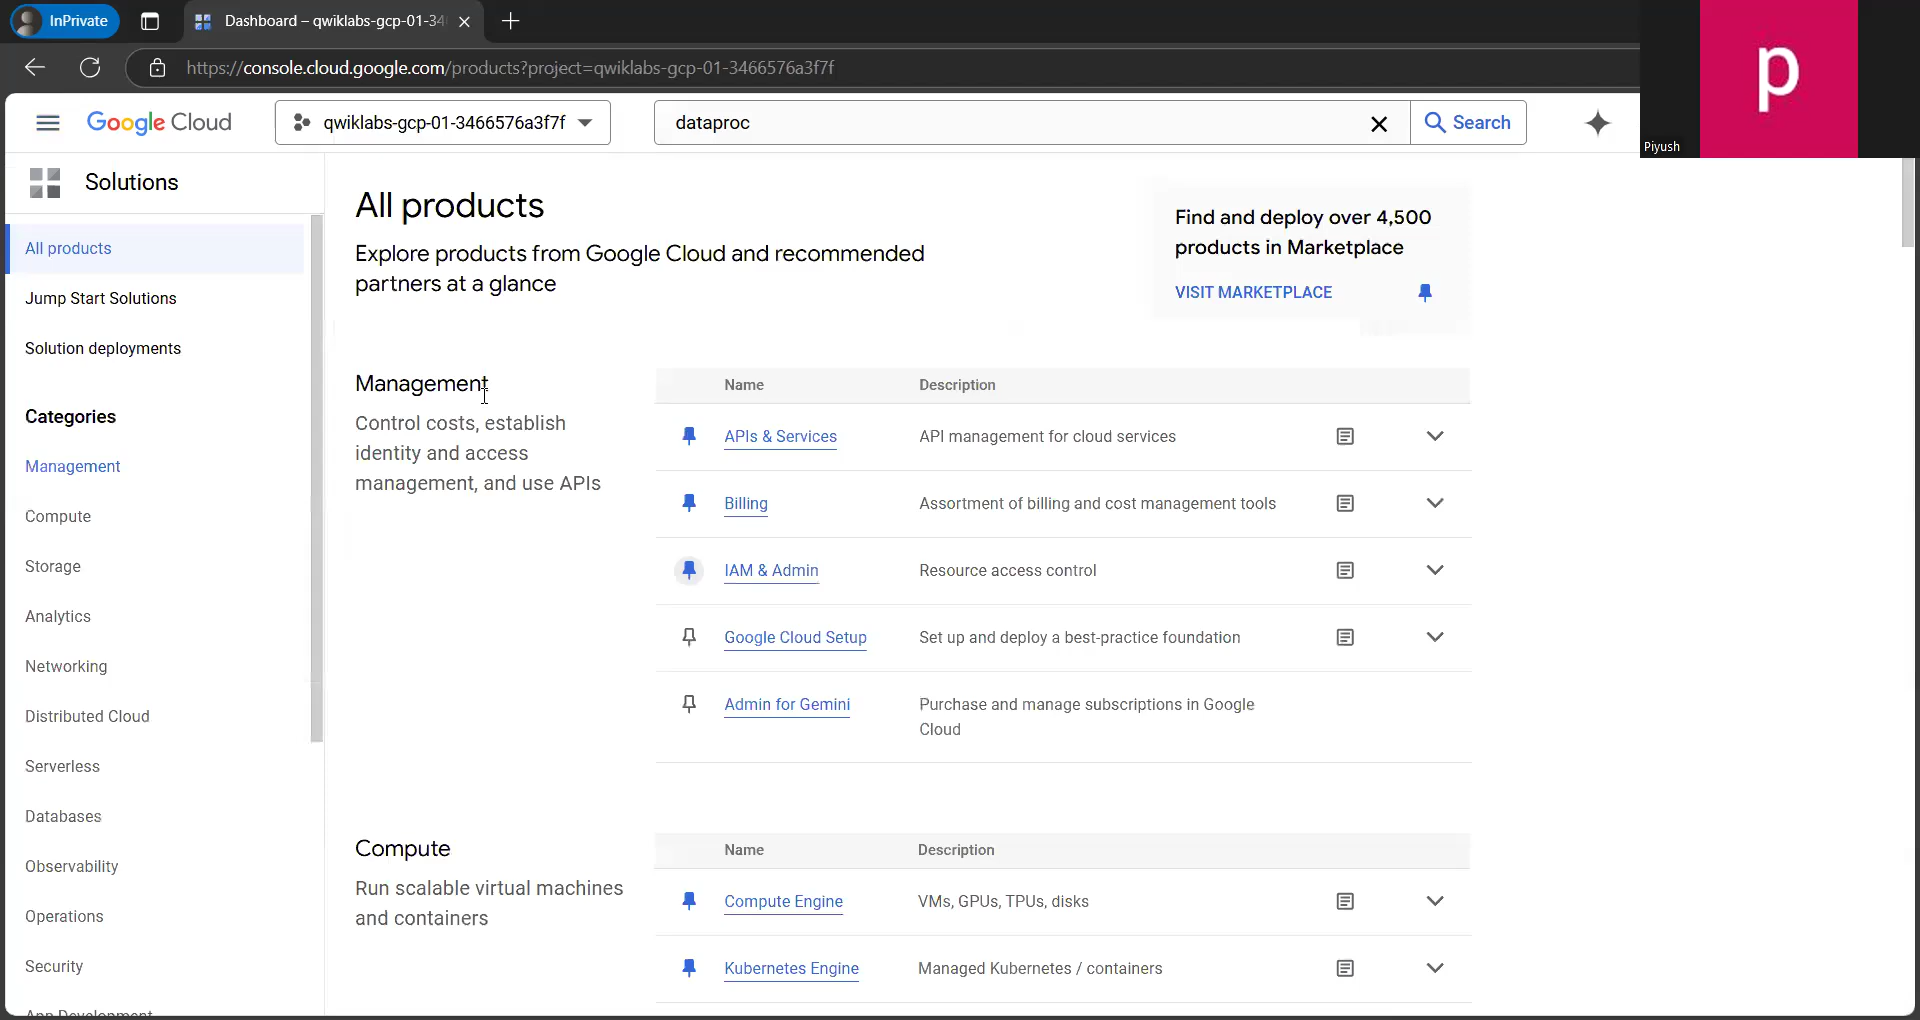 InPrivate
Dashboard – qwiklabs-gcp-01-34
https://console.cloud.google.com/products?project=qwiklabs-gcp-01-3466576a3f7f
p
Piyush
Google Cloud
qwiklabs-gcp-01-3466576a3f7f
dataproc
Search
Solutions
All products
Jump Start Solutions
Solution deployments
Categories
Management
Compute
Storage
Analytics
Networking
Distributed Cloud
Serverless
Databases
Observability
Operations
Security
App Development
All products
Explore products from Google Cloud and recommended
partners at a glance
Find and deploy over 4,500
products in Marketplace
VISIT MARKETPLACE
Management
Control costs, establish
identity and access
management, and use APIs
Name Description
APIs & Services API management for cloud services
Billing Assortment of billing and cost management tools
IAM & Admin Resource access control
Google Cloud Setup Set up and deploy a best-practice foundation
Admin for Gemini Purchase and manage subscriptions in Google
Cloud
Compute
Run scalable virtual machines
and containers
Name Description
Compute Engine VMs, GPUs, TPUs, disks
Kubernetes Engine Managed Kubernetes / containers